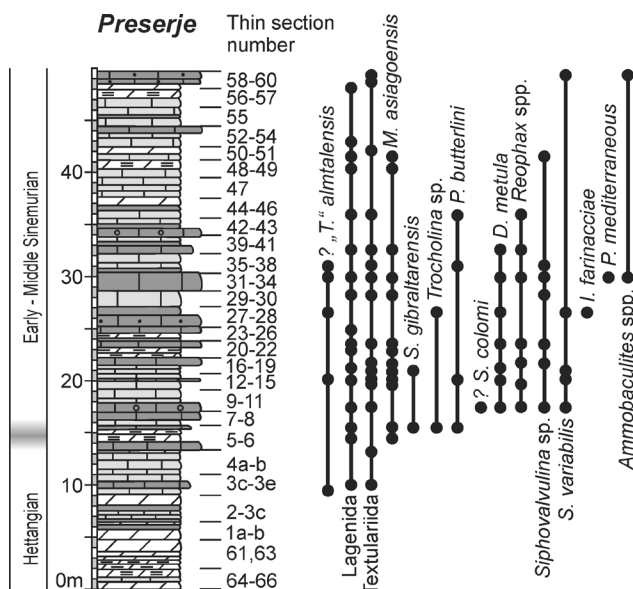 Preserje
Thin section
number
58-60
56-57
55
52-54
50-51
48-49
47
44-46
42-43
39-41
35-38
31-34
29-30
27-28
23-26
20-22
16-19
12-15
9-11
7-8
5-6
4a-b
3c-3e
2-3c
1a-b
61,63
64-66
40
30
20
10
0m
Early - Middle Sinemurian
Hettangian
? „T.“ almtalensis
Lagenida
Textulariida
M. asiagoensis
S. gibraltarensis
Trocholina sp.
P. butterlini
? S. colomi
D. metula
Reophax spp.
Siphovalvulina sp.
S. variabilis
I. farinacciae
P. mediterraneous
Ammobaculites spp.